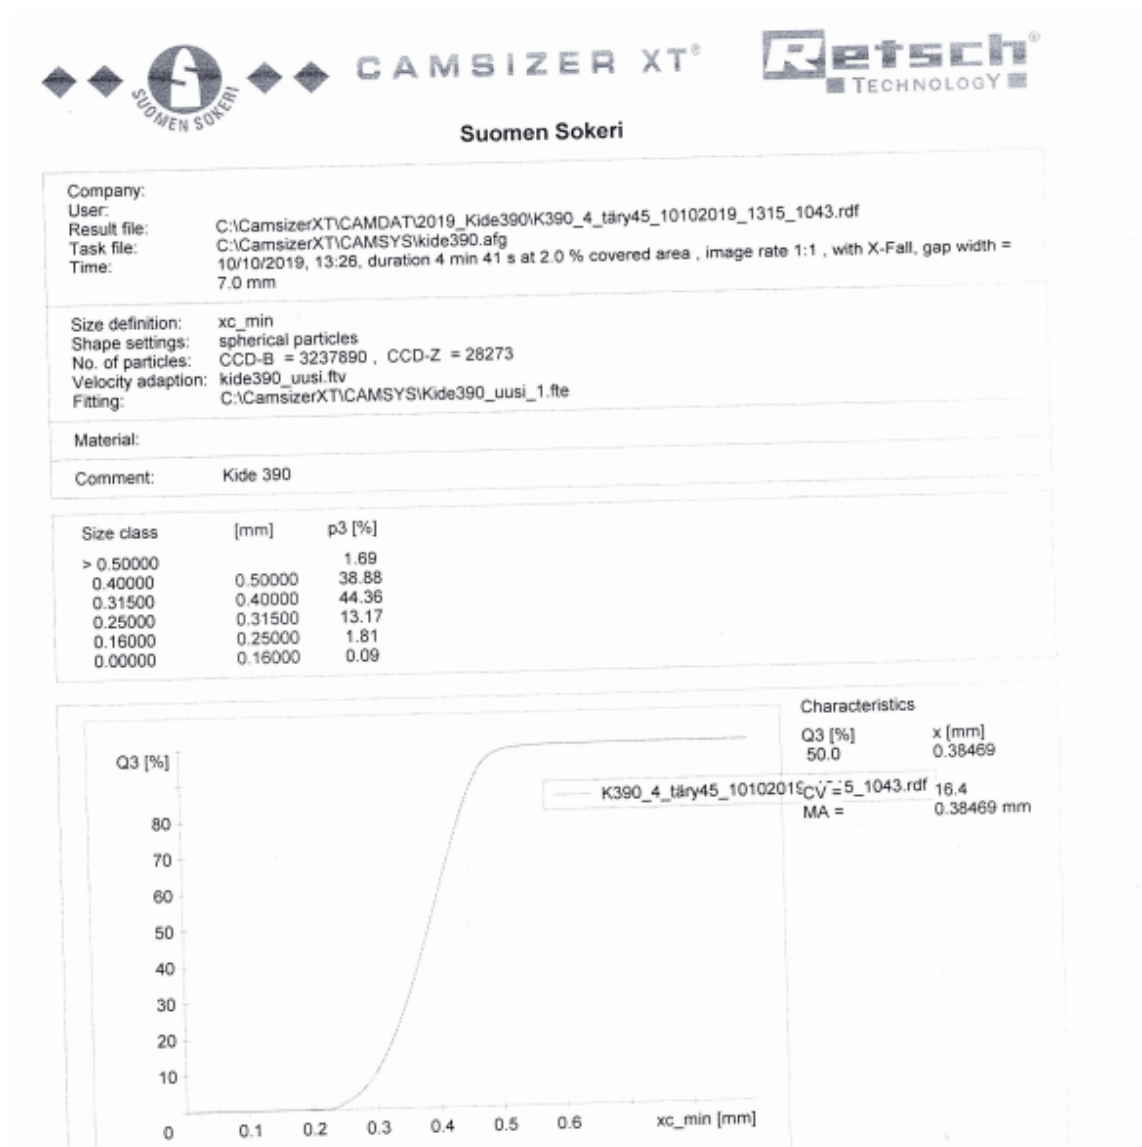 SUOMEN SOKERI
CAMSIZER XT®
Retsch®
TECHNOLOGY
Suomen Sokeri
Company:
User:
Result file: C:\CamsizerXT\CAMDAT\2019_Kide390\K390_4_täry45_10102019_1315_1043.rdf
Task file: C:\CamsizerXT\CAMSYS\kide390.afg
Time: 10/10/2019, 13:26, duration 4 min 41 s at 2.0 % covered area , image rate 1:1 , with X-Fall, gap width =
7.0 mm
Size definition: xc_min
Shape settings: spherical particles
No. of particles: CCD-B = 3237890 , CCD-Z = 28273
Velocity adaption: kide390_uusi.ftv
Fitting: C:\CamsizerXT\CAMSYS\Kide390_uusi_1.fte
Material:
Comment: Kide 390
Size class [mm] p3 [%]
> 0.50000 1.69
0.40000 0.50000 38.88
0.31500 0.40000 44.36
0.25000 0.31500 13.17
0.16000 0.25000 1.81
0.00000 0.16000 0.09
Characteristics
Q3 [%] x [mm]
50.0 0.38469
CV = 16.4
MA = 0.38469 mm
Q3 [%]
K390_4_täry45_1010201 5_1043.rdf
80
70
60
50
40
30
20
10
0 0.1 0.2 0.3 0.4 0.5 0.6 xc_min [mm]